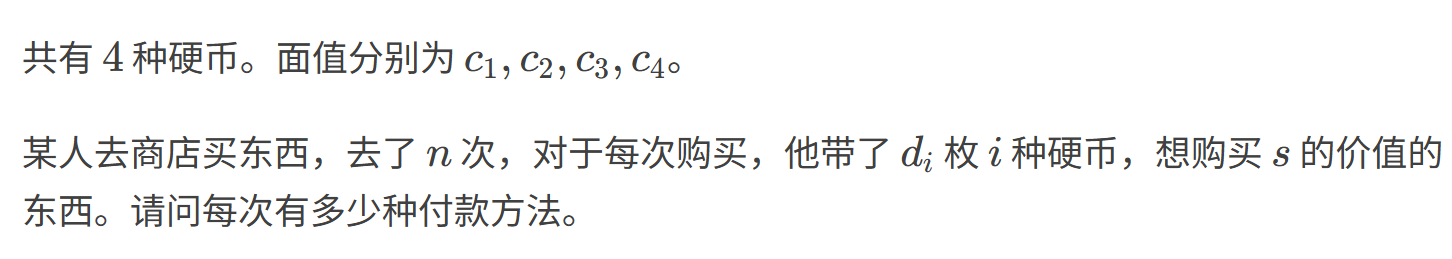 共有 4 种硬币。面值分别为 c₁, c₂, c₃, c₄。
某人去商店买东西，去了 n 次，对于每次购买，他带了 dᵢ 枚 i 种硬币，想购买 s 的价值的
东西。请问每次有多少种付款方法。